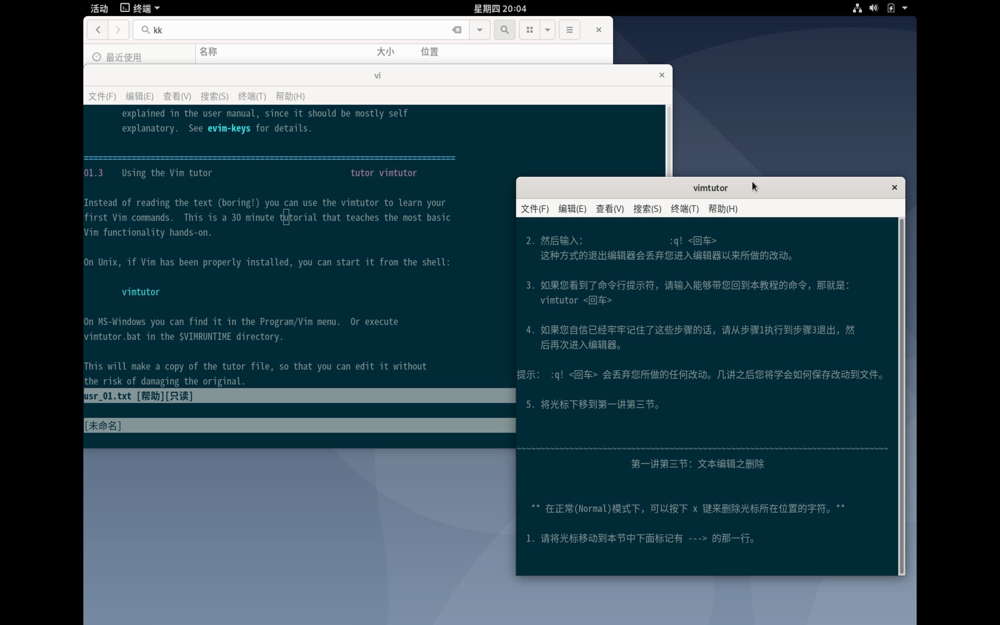 活动 终端 星期四 20:04
kk
名称 大小 位置
最近使用
vi
文件(F) 编辑(E) 查看(V) 搜索(S) 终端(T) 帮助(H)
explained in the user manual, since it should be mostly self
explanatory.  See evim-keys for details.
==============================================================================
01.3 Using the Vim tutor tutor vimtutor
Instead of reading the text (boring!) you can use the vimtutor to learn your
first Vim commands.  This is a 30 minute tutorial that teaches the most basic
Vim functionality hands-on.
On Unix, if Vim has been properly installed, you can start it from the shell:
vimtutor
On MS-Windows you can find it in the Program/Vim menu.  Or execute
vimtutor.bat in the $VIMRUNTIME directory.
This will make a copy of the tutor file, so that you can edit it without
the risk of damaging the original.
usr_01.txt [帮助][只读]
[未命名]
vimtutor
文件(F) 编辑(E) 查看(V) 搜索(S) 终端(T) 帮助(H)
2. 然后输入： :q! <回车>
这种方式的退出编辑器会丢弃您进入编辑器以来所做的改动。
3. 如果您看到了命令行提示符，请输入能够带您回到本教程的命令，那就是：
vimtutor <回车>
4. 如果您自信已经牢牢记住了这些步骤的话，请从步骤1执行到步骤3退出，然
后再次进入编辑器。
提示： :q! <回车> 会丢弃您所做的任何改动。几讲之后您将学会如何保存改动到文件。
5. 将光标下移到第一讲第三节。
~~~~~~~~~~~~~~~~~~~~~~~~~~~~~~~~~~~~~~~~~~~~~~~~~~~~~~~~~~~~~~~~~~~~~~~~~~~~~~
第一讲第三节：文本编辑之删除
** 在正常(Normal)模式下，可以按下 x 键来删除光标所在位置的字符。**
1. 请将光标移动到本节中下面标记有 ---> 的那一行。